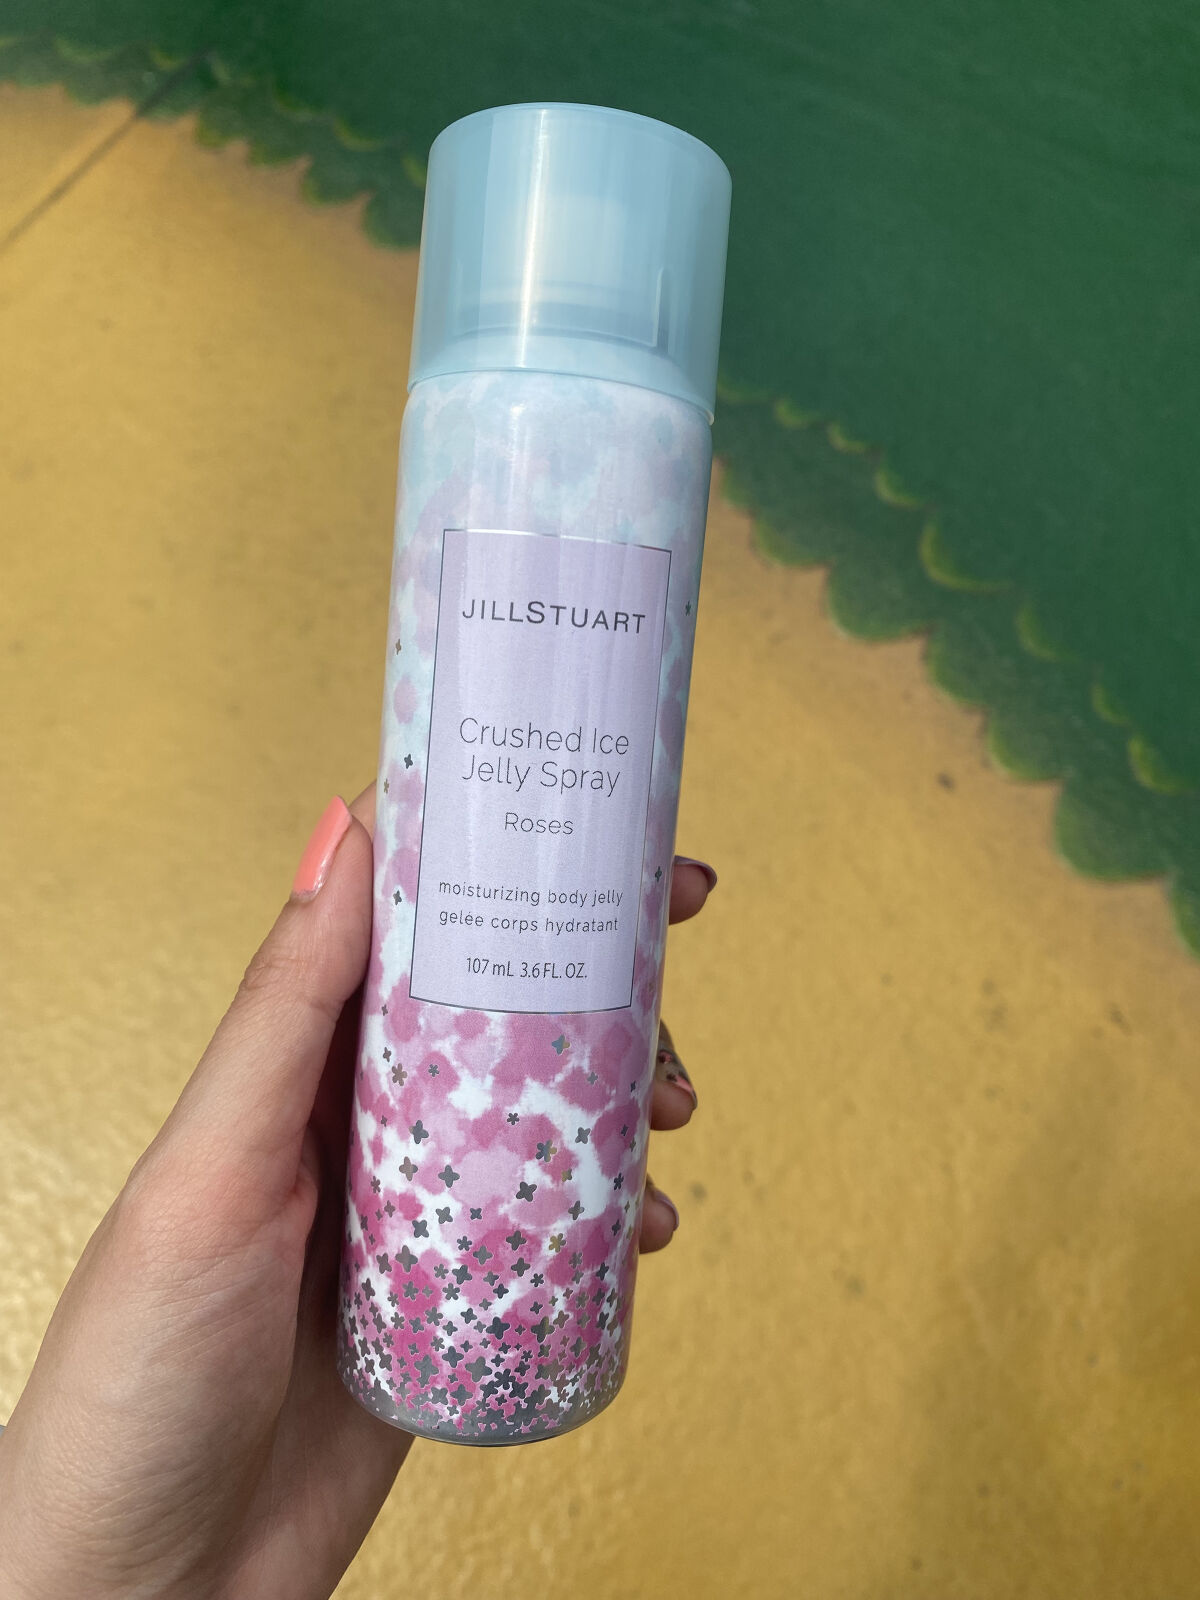 JILLSTUART
Crushed Ice
Jelly Spray
Roses
moisturizing body jelly
gelée corps hydratant
107 mL 3.6 FL. OZ.